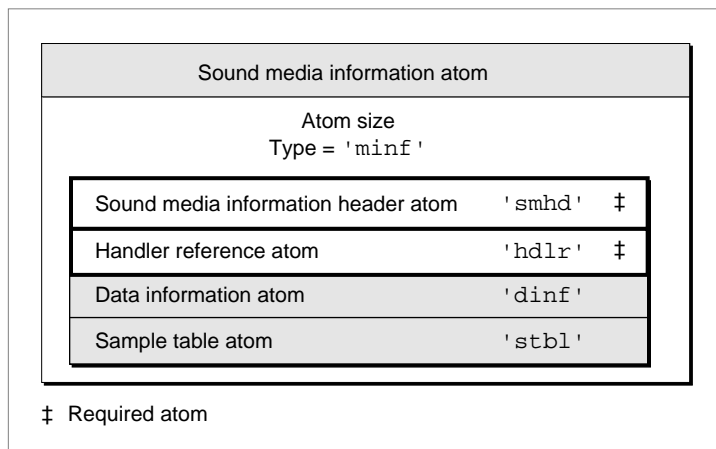 Sound media information atom
Atom size
Type = 'minf'
Sound media information header atom 'smhd' ‡
Handler reference atom 'hdlr' ‡
Data information atom 'dinf'
Sample table atom 'stbl'
‡ Required atom